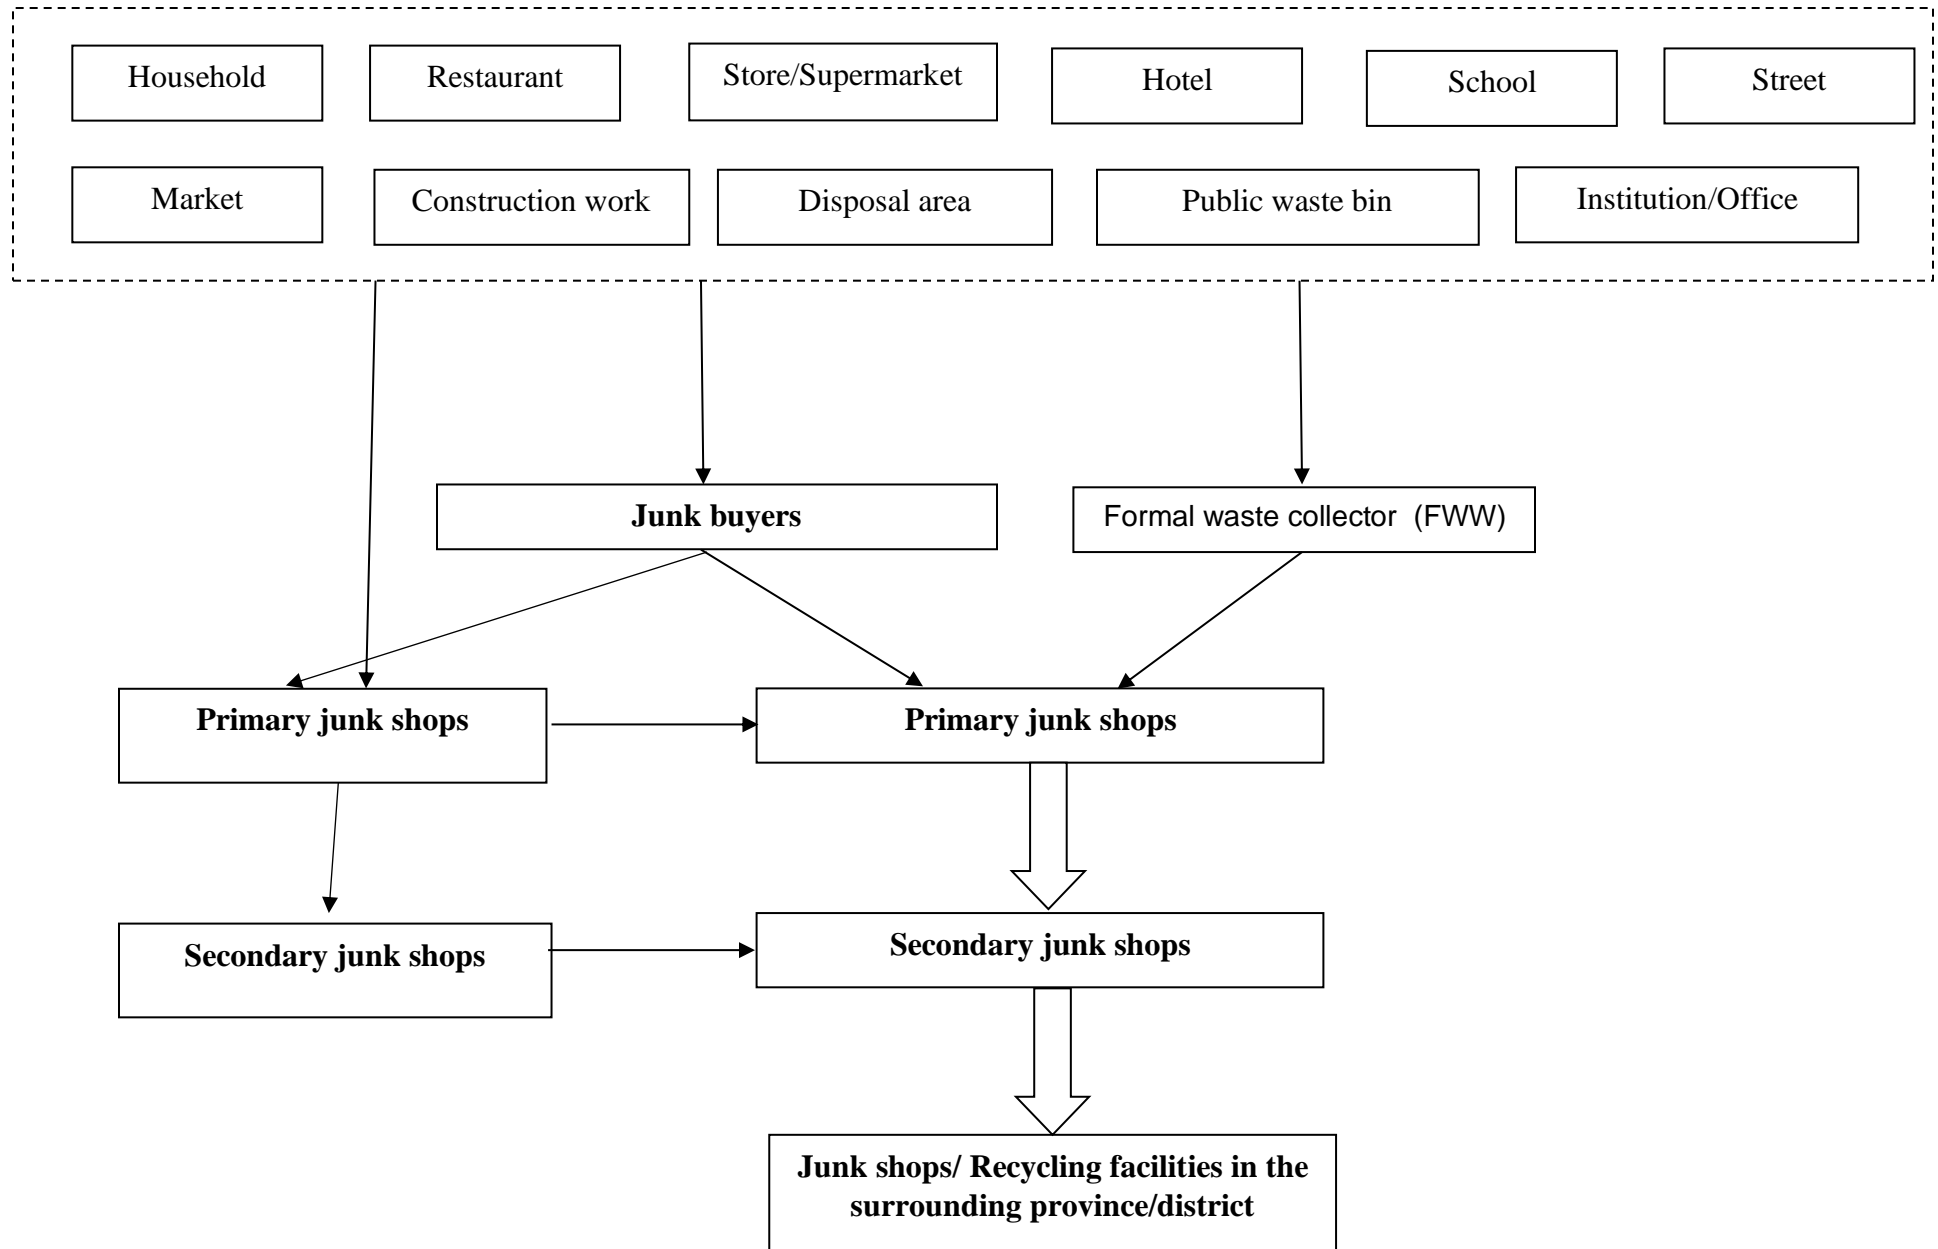 Household
Restaurant
Store/Supermarket
Hotel
School
Street
Market
Construction work
Disposal area
Public waste bin
Institution/Office
Junk buyers
Formal waste collector  (FWW)
Primary junk shops
Primary junk shops
Secondary junk shops
Secondary junk shops
Junk shops/ Recycling facilities in the
surrounding province/district